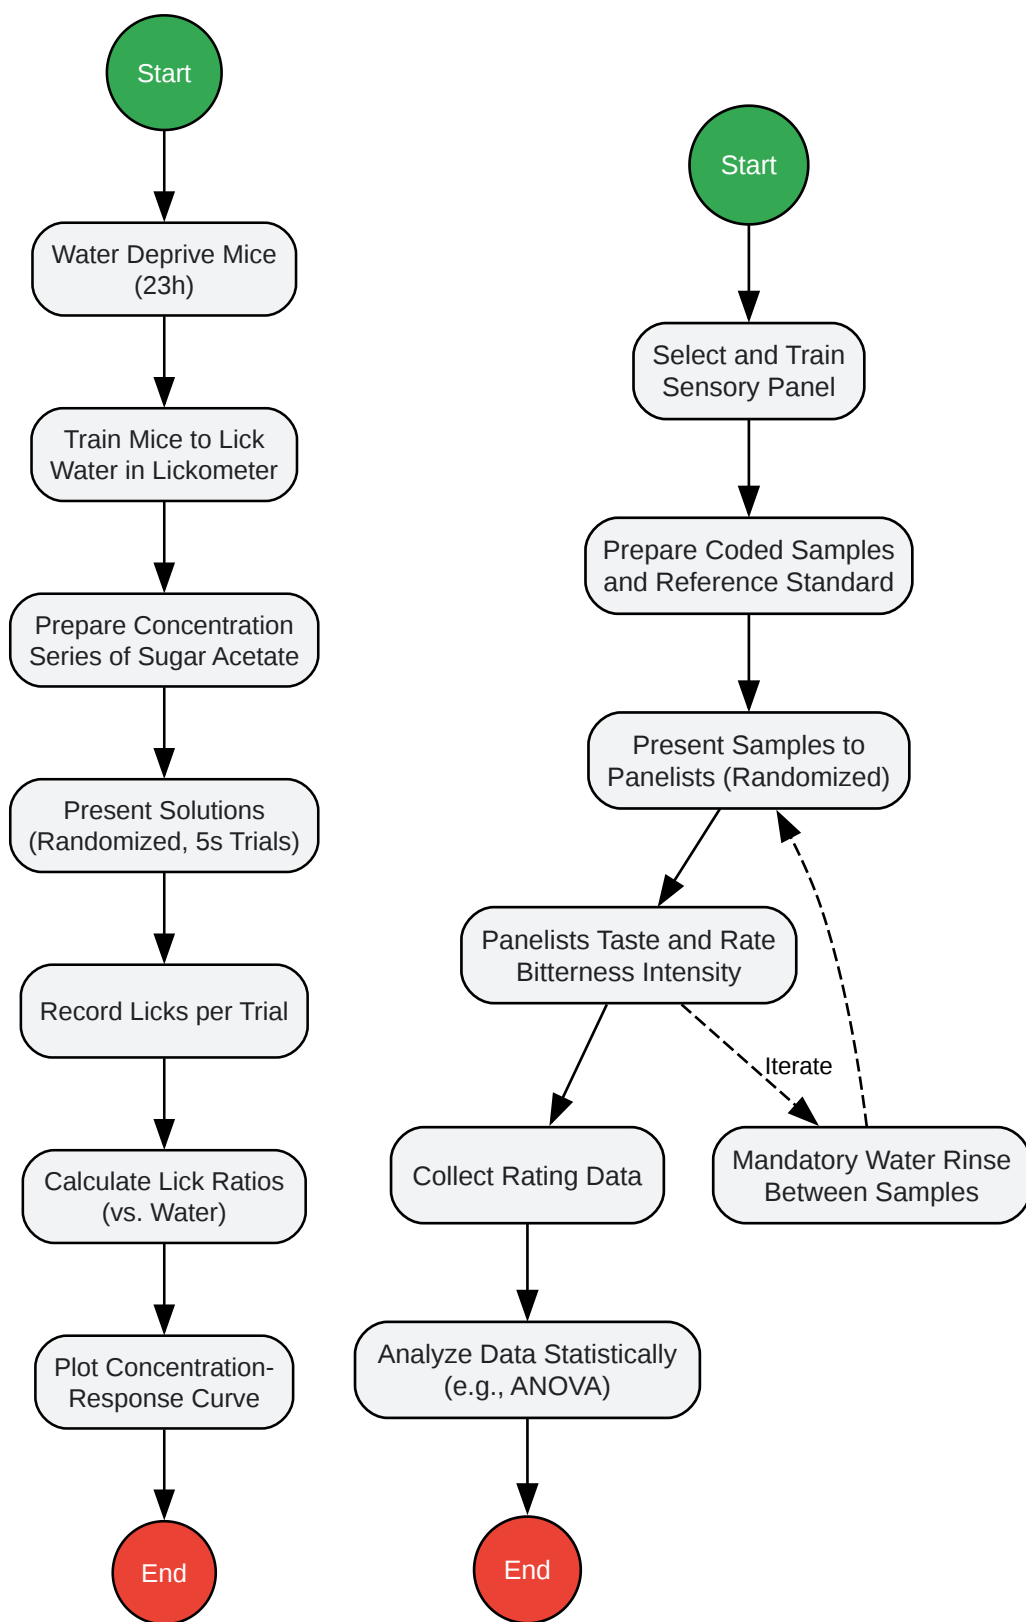 Start
Water Deprive Mice
(23h)
Train Mice to Lick
Water in Lickometer
Prepare Concentration
Series of Sugar Acetate
Present Solutions
(Randomized, 5s Trials)
Record Licks per Trial
Calculate Lick Ratios
(vs. Water)
Plot Concentration-
Response Curve
End
Start
Select and Train
Sensory Panel
Prepare Coded Samples
and Reference Standard
Present Samples to
Panelists (Randomized)
Panelists Taste and Rate
Bitterness Intensity
Iterate
Collect Rating Data
Mandatory Water Rinse
Between Samples
Analyze Data Statistically
(e.g., ANOVA)
End